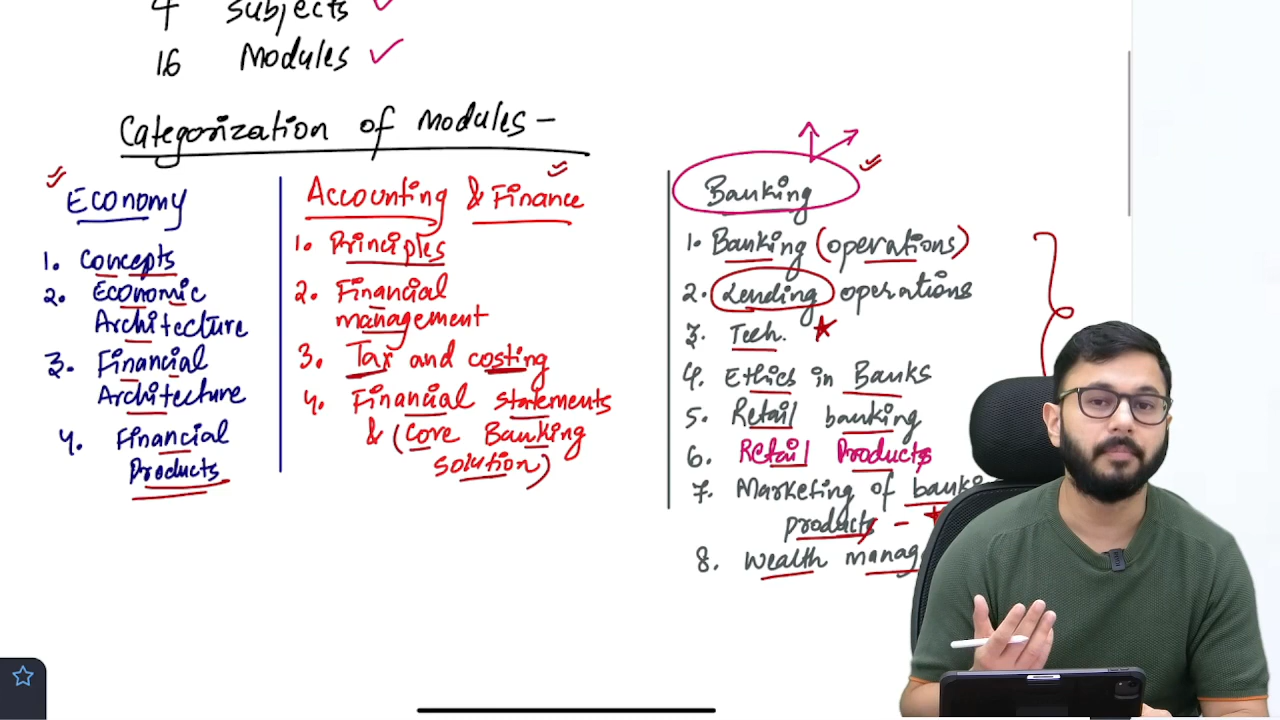 4 subjects
16 Modules
Categorization of modules -
Economy
1. Concepts
2. Economic
Architecture
3. Financial
Architecture
4. Financial
Products
Accounting & Finance
1. Principles
2. Financial
management
3. Tax and costing
4. Financial statements
& (Core Banking
solution)
Banking
1. Banking (operations)
2. Lending operations
3. Tech.
4. Ethics in Banks
5. Retail banking
6. Retail Products
7. Marketing of banki
products -
8. Wealth manag